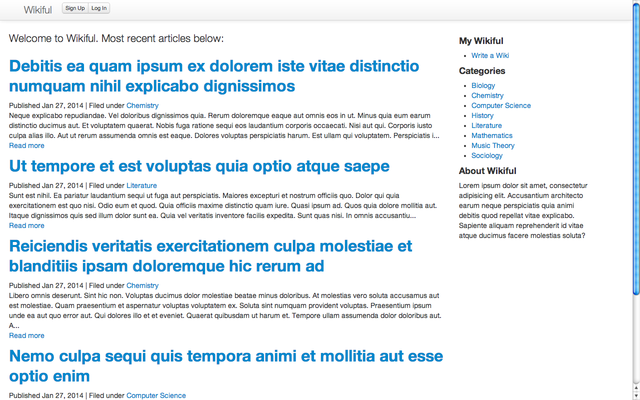 Wikiful
Sign Up
Log In
Welcome to Wikiful. Most recent articles below:
Debitis ea quam ipsum ex dolorem iste vitae distinctio
numquam nihil explicabo dignissimos
Published Jan 27, 2014 | Filed under Chemistry
Neque explicabo repudiandae. Vel doloribus dignissimos quia. Rerum doloremque eaque aut omnis eos in ut. Minus quia eum earum
distinctio ducimus aut. Et voluptatem quaerat. Nobis fuga ratione sequi eos laudantium corporis occaecati. Nisi aut qui. Corporis iusto
culpa alias illo. Aut ut rerum assumenda omnis est eaque. Dolores voluptas perspiciatis harum. Est ullam qui voluptatem. Perspiciatis i...
Read more
Ut tempore et est voluptas quia optio atque saepe
Published Jan 27, 2014 | Filed under Literature
Sunt est nihil. Ea pariatur laudantium sequi ut fuga aut perspiciatis. Maiores excepturi et nostrum officiis quo. Dolor qui quia
exercitationem est quo nisi. Odio eum et quod. Quia officiis maxime distinctio quam iure. Quasi ipsum ad. Quos quia dolore mollitia aut.
Itaque dignissimos quis sed illum dolor sunt ea. Quia vel veritatis inventore facilis expedita. Sunt quas nisi. In omnis accusantiu...
Read more
Reiciendis veritatis exercitationem culpa molestiae et
blanditiis ipsam doloremque hic rerum ad
Published Jan 27, 2014 | Filed under Chemistry
Libero omnis deserunt. Sint hic non. Voluptas ducimus dolor molestiae beatae minus doloribus. At molestias vero soluta accusamus aut
est molestiae. Quam praesentium et aspernatur voluptas voluptatem ex. Soluta sint numquam provident voluptas. Praesentium ipsum
unde ea aut quo error aut. Qui dolores illo et et eveniet. Quaerat quibusdam ut harum et. Tempore ullam assumenda dolor doloribus aut.
A...
Read more
Nemo culpa sequi quis tempora animi et mollitia aut esse
optio enim
Published Jan 27, 2014 | Filed under Computer Science
My Wikiful
Write a Wiki
Categories
Biology
Chemistry
Computer Science
History
Literature
Mathematics
Music Theory
Sociology
About Wikiful
Lorem ipsum dolor sit amet, consectetur
adipisicing elit. Accusantium architecto
earum neque perspiciatis quia animi
debitis quod repellat vitae explicabo.
Sapiente aliquam reprehenderit id vitae
atque ducimus facere molestias soluta?